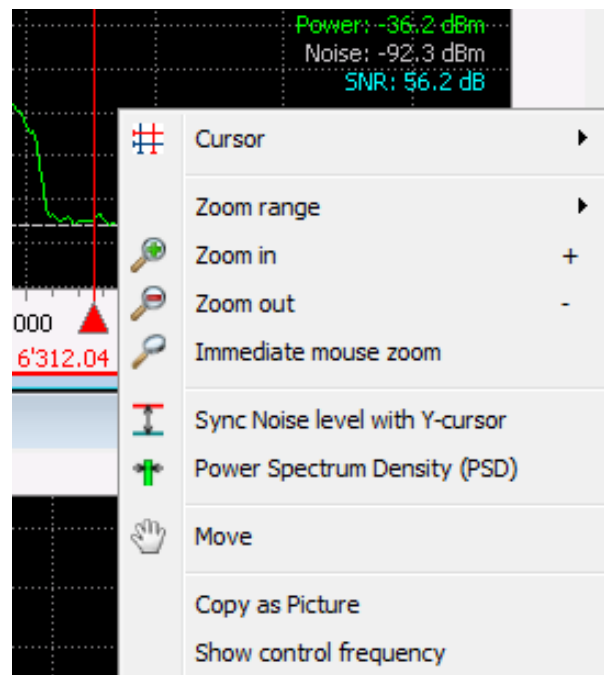 Power: -36.2 dBm
Noise: -92.3 dBm
SNR: 56.2 dB
Cursor
Zoom range
Zoom in +
Zoom out -
000
Immediate mouse zoom
6'312.04
Sync Noise level with Y-cursor
Power Spectrum Density (PSD)
Move
Copy as Picture
Show control frequency